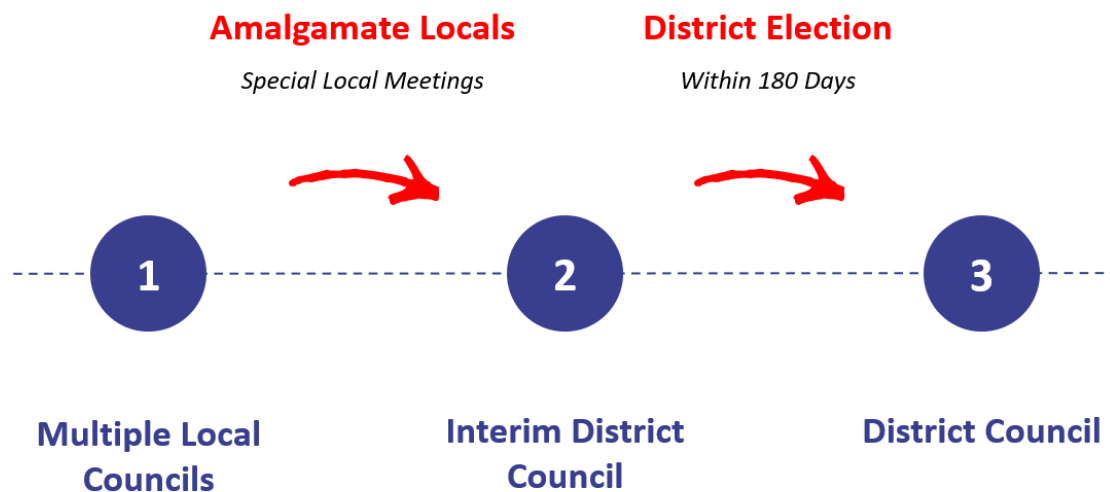 Amalgamate Locals
Special Local Meetings
District Election
Within 180 Days
1
2
3
Multiple Local
Councils
Interim District
Council
District Council